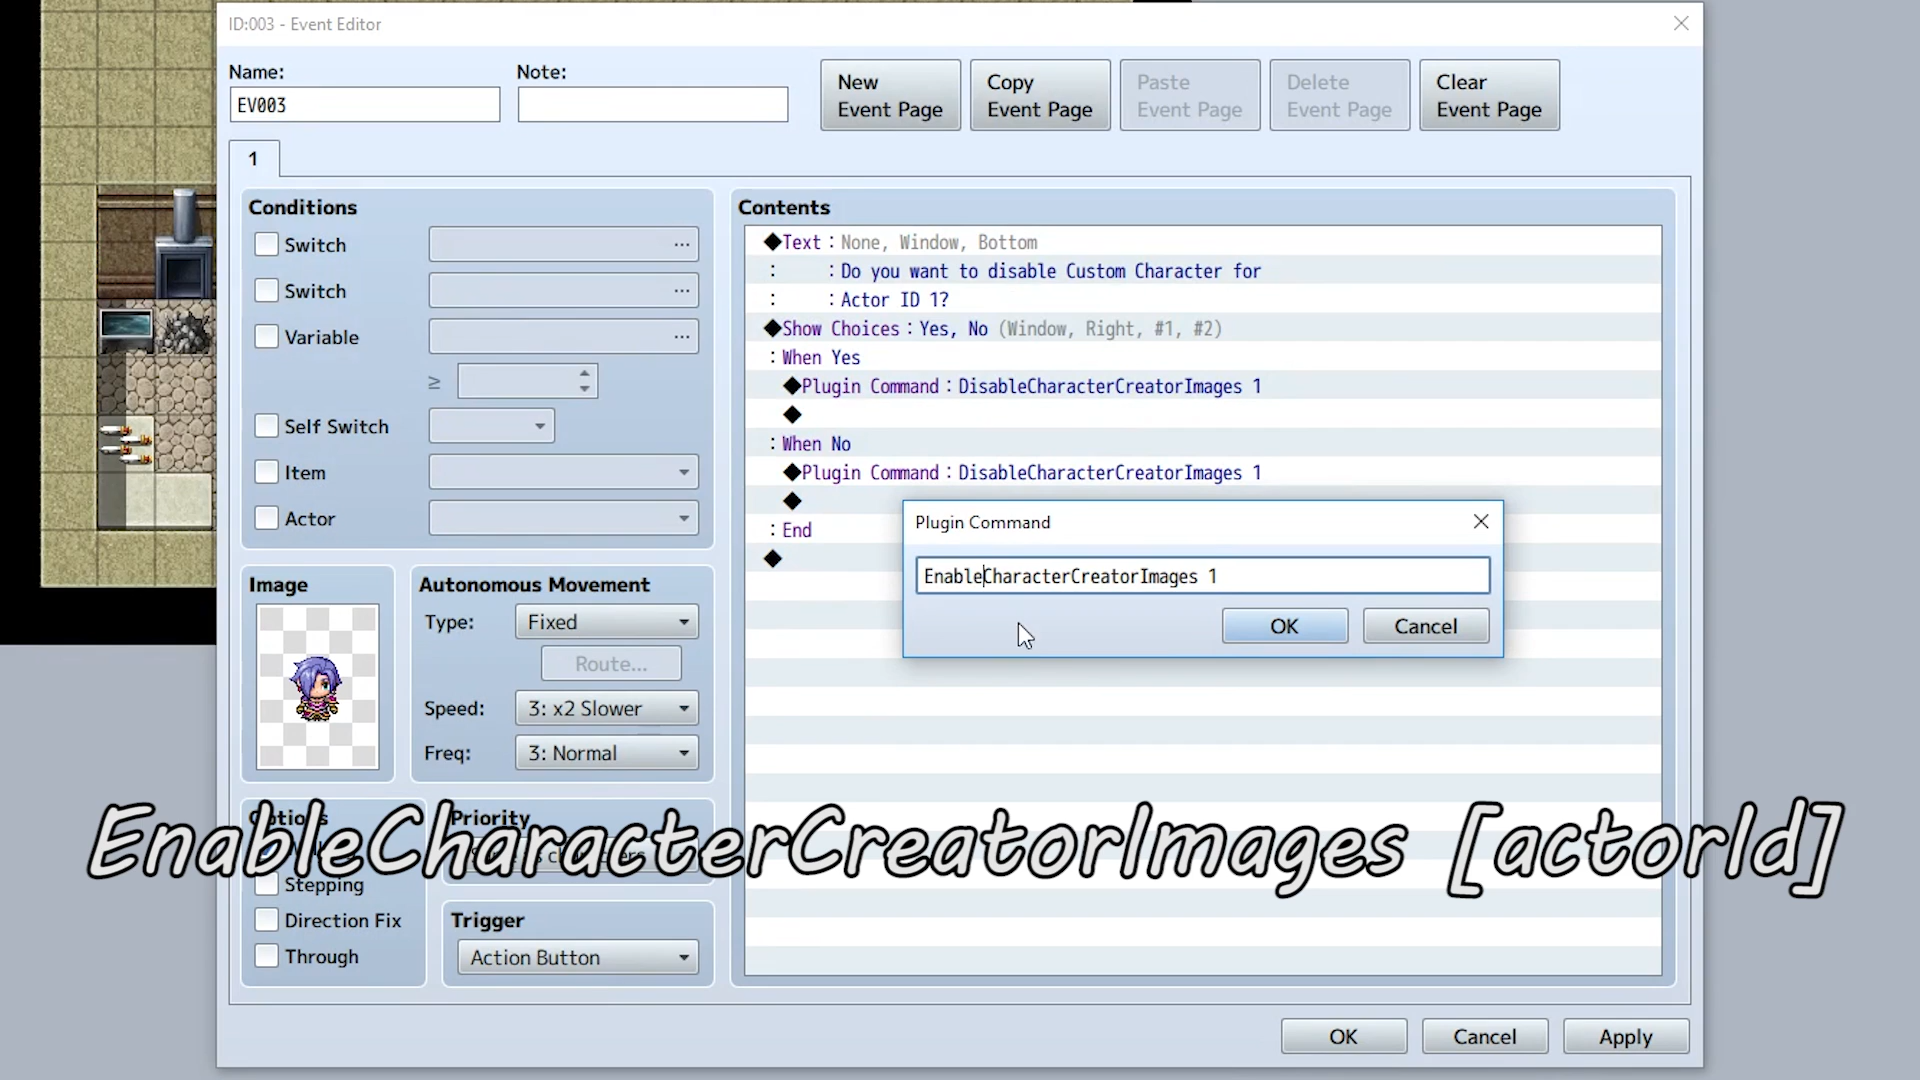 ID:003 - Event Editor
Name:
Note:
EV003
New
Event Page
Copy
Event Page
Paste
Event Page
Delete
Event Page
Clear
Event Page
1
Conditions
Switch
...
Switch
...
Variable
...
≥
Self Switch
Item
Actor
Image
Autonomous Movement
Type:
Fixed
Route...
Speed:
3: x2 Slower
Freq:
3: Normal
Options
Priority
Stepping
Direction Fix
Through
Trigger
Action Button
Contents
◆Text : None, Window, Bottom
: : Do you want to disable Custom Character for
: : Actor ID 1?
◆Show Choices : Yes, No (Window, Right, #1, #2)
: When Yes
◆Plugin Command : DisableCharacterCreatorImages 1
◆
: When No
◆Plugin Command : DisableCharacterCreatorImages 1
◆
: End
◆
Plugin Command
EnableCharacterCreatorImages 1
OK
Cancel
EnableCharacterCreatorImages [actorId]
OK
Cancel
Apply